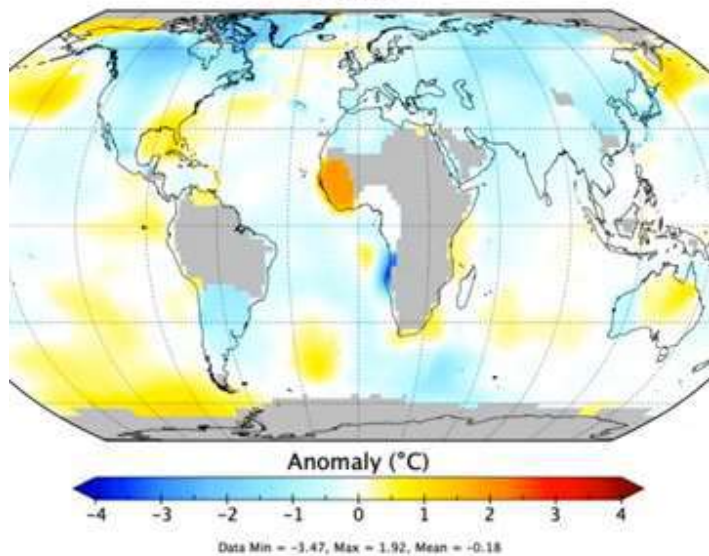 Anomaly (°C)
-4 -3 -2 -1 0 1 2 3 4
Data Min = -3.47, Max = 1.92, Mean = -0.18